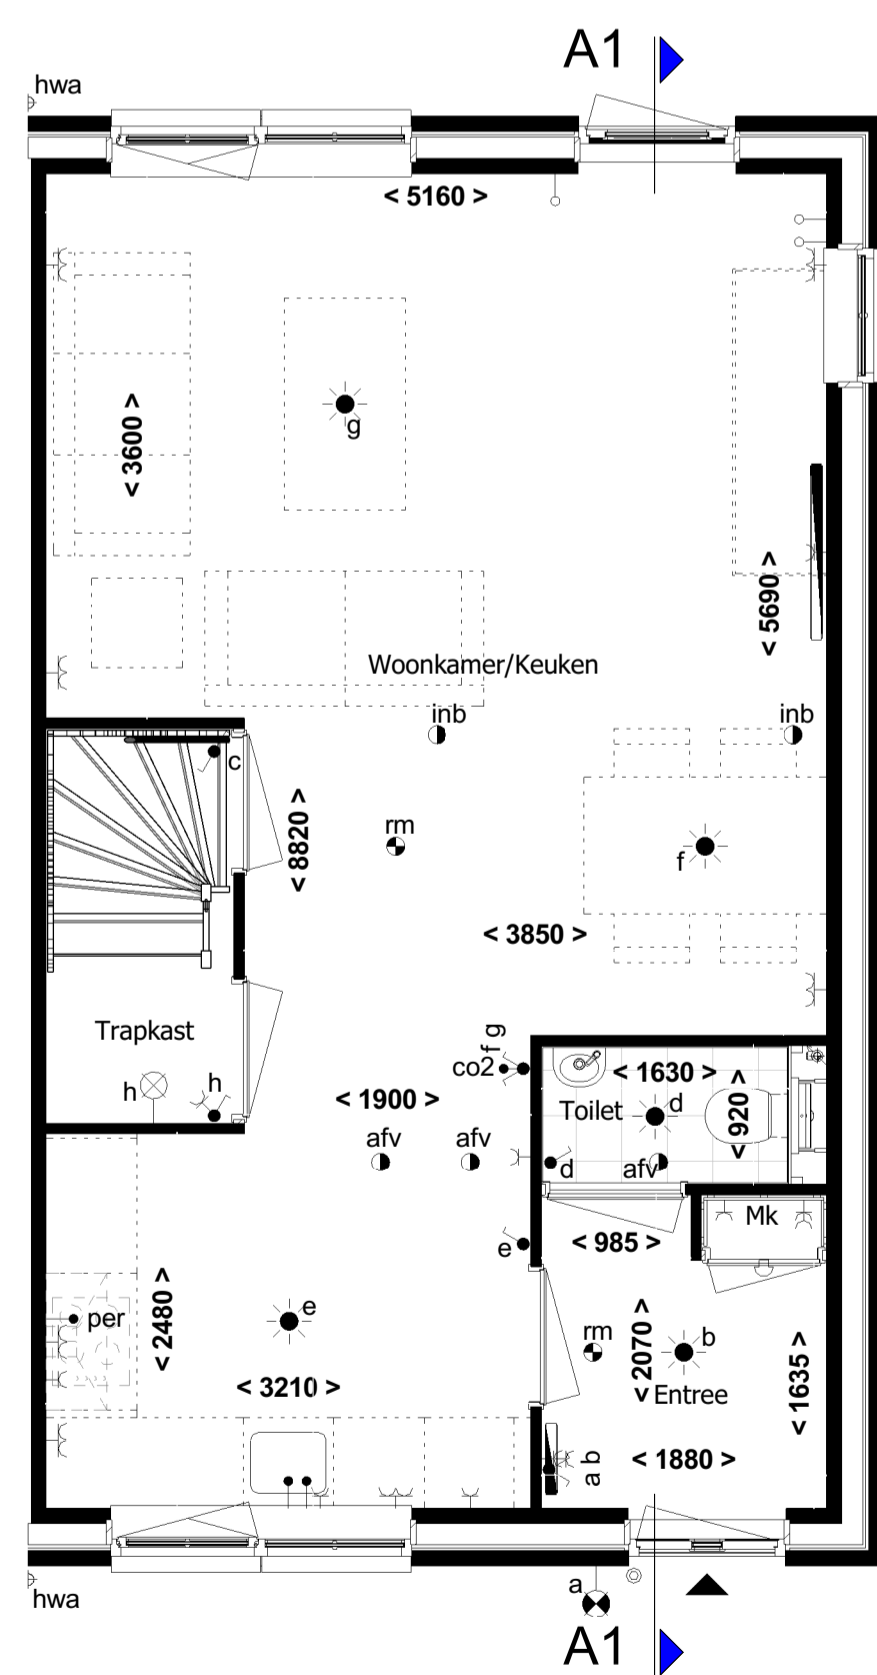 A1
hwa
< 5160 >
< 3600 >
g
< 5690 >
Woonkamer/Keuken
inb
inb
c
< 8820 >
rm
f
< 3850 >
Trapkast
f g
co2
h
h
< 1900 >
< 1630 >
Toilet
d
< 920 >
afv
afv
d
afv
Mk
e
< 985 >
per
< 2480 >
e
rm
< 2070 >
b
< 1635 >
< 3210 >
Entree
a b
< 1880 >
hwa
a
A1